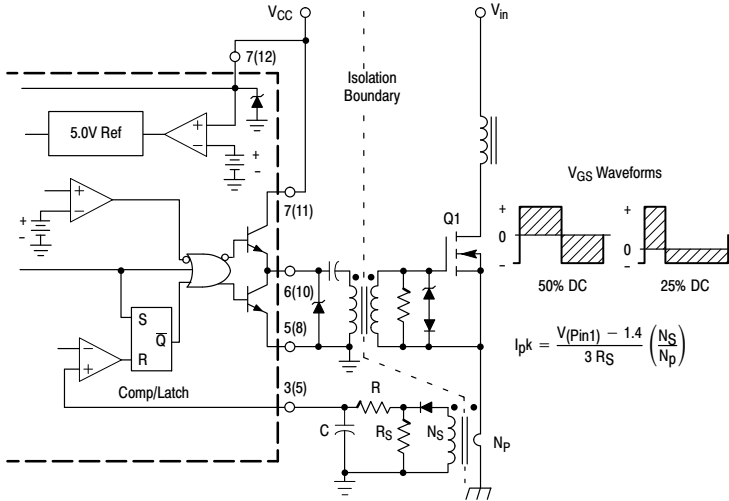 V_CC
V_in
7(12)
Isolation
Boundary
5.0V Ref
+
-
+
-
V_GS Waveforms
+
-
+
-
7(11)
Q1
+
0
-
+
0
-
50% DC
25% DC
6(10)
5(8)
S
Q̅
R
-
+
Comp/Latch
I_pk = (V_(Pin1) - 1.4) / (3 R_S) (N_S / N_p)
3(5)
R
C
R_S
N_S
N_P